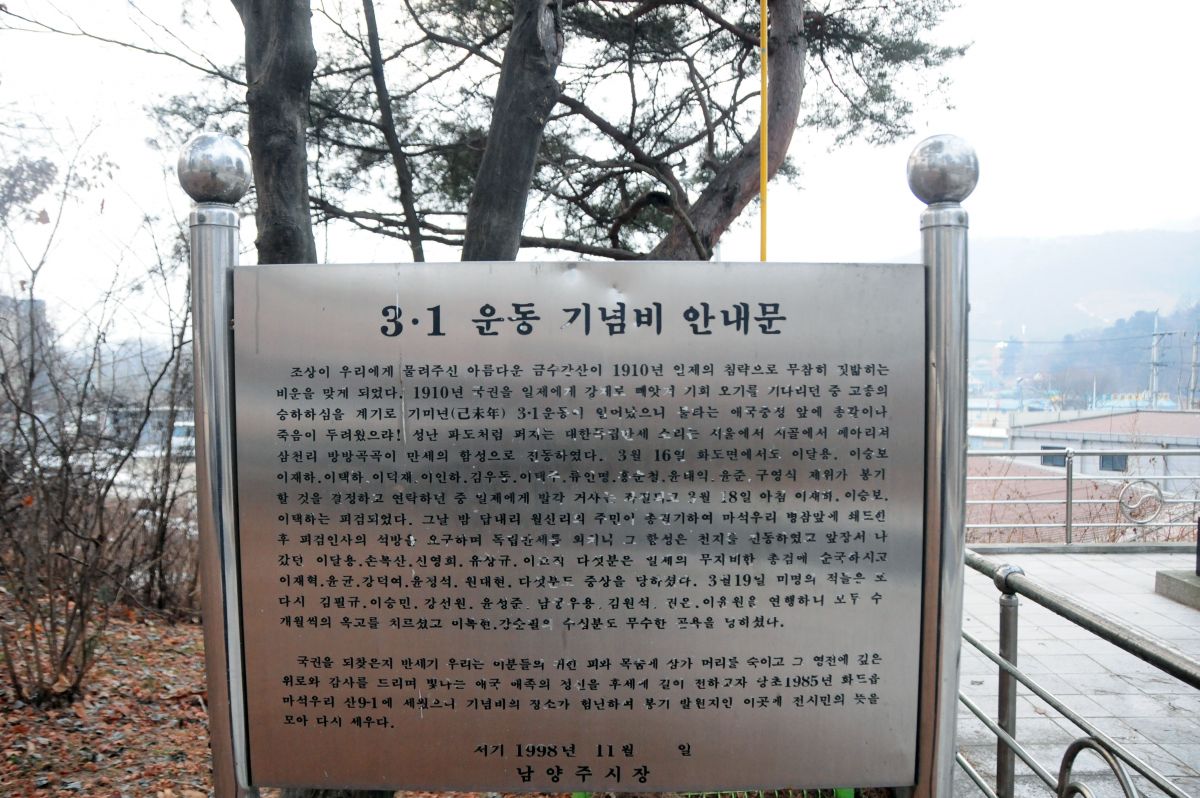 3·1 운동 기념비 안내문
조상이 우리에게 물려주신 아름다운 금수간산이 1910년 일제의 침략으로 무참히 짓밟히는
비운을 맞게 되었다. 1910년 국권을 일제에게 강제로 빼앗겨 기회 오기를 기다리던 중 고종의
승하하심을 계기로 기미년(己未年) 3·1운동이 일어났으니 불타는 애국충성 앞에 총칼이나
죽음이 두려웠으랴! 성난 파도처럼 퍼지는 대한독립만세 소리는 서울에서 시골에서 메아리쳐
삼천리 방방곡곡이 만세의 함성으로 진동하였다. 3월 16일 화도면에서도 이달용. 이승보
이재하.이택하.이덕재.이인하.김우동.이택주.류인명.홍순철.윤내익.윤준.구영식 제위가 봉기
할 것을 결정하고 연락하던 중 일제에게 발각 거사는 3월 18일 아침 이재하. 이승보.
이택하는 피검되었다. 그날 밤 답내리 월산리의 주민이 총궐기하여 마석우리 병참앞에 쇄도한
후 피검인사의 석방을 요구하며 독립만세를 외치니 그 함성은 천지를 진동하였고 앞장서 나
갔던 이달용.손복산.신영희.유상규. 다섯분은 일제의 무지비한 총검에 순국하시고
이재혁.윤균.강덕여.윤정석. 원대현. 다섯분도 중상을 당하셨다. 3월19일 미명의 적들은 또
다시 김필규.이승민. 강선원. 윤성준. 남궁우용. 김원석. 연행하니 모두 수
개월씩의 옥고를 치르셨고 수십분도 무수한 곤욕을 당하셨다.
국권을 되찾은지 반세기 우리는 이분들의 귀한 피와 목숨에 삼가 머리를 숙이고 그 영전에 깊은
위로와 감사를 드리며 빛나는 애국 애족의 정신을 후세에 길이 전하고자 당초1985년 화도읍
마석우리 산9-1에 세웠으나 기념비의 장소가 협난하여 봉기 발원지인 이곳에 전시민의 뜻을
모아 다시 세우다.
서기 1998년 11월 일
남양주시장